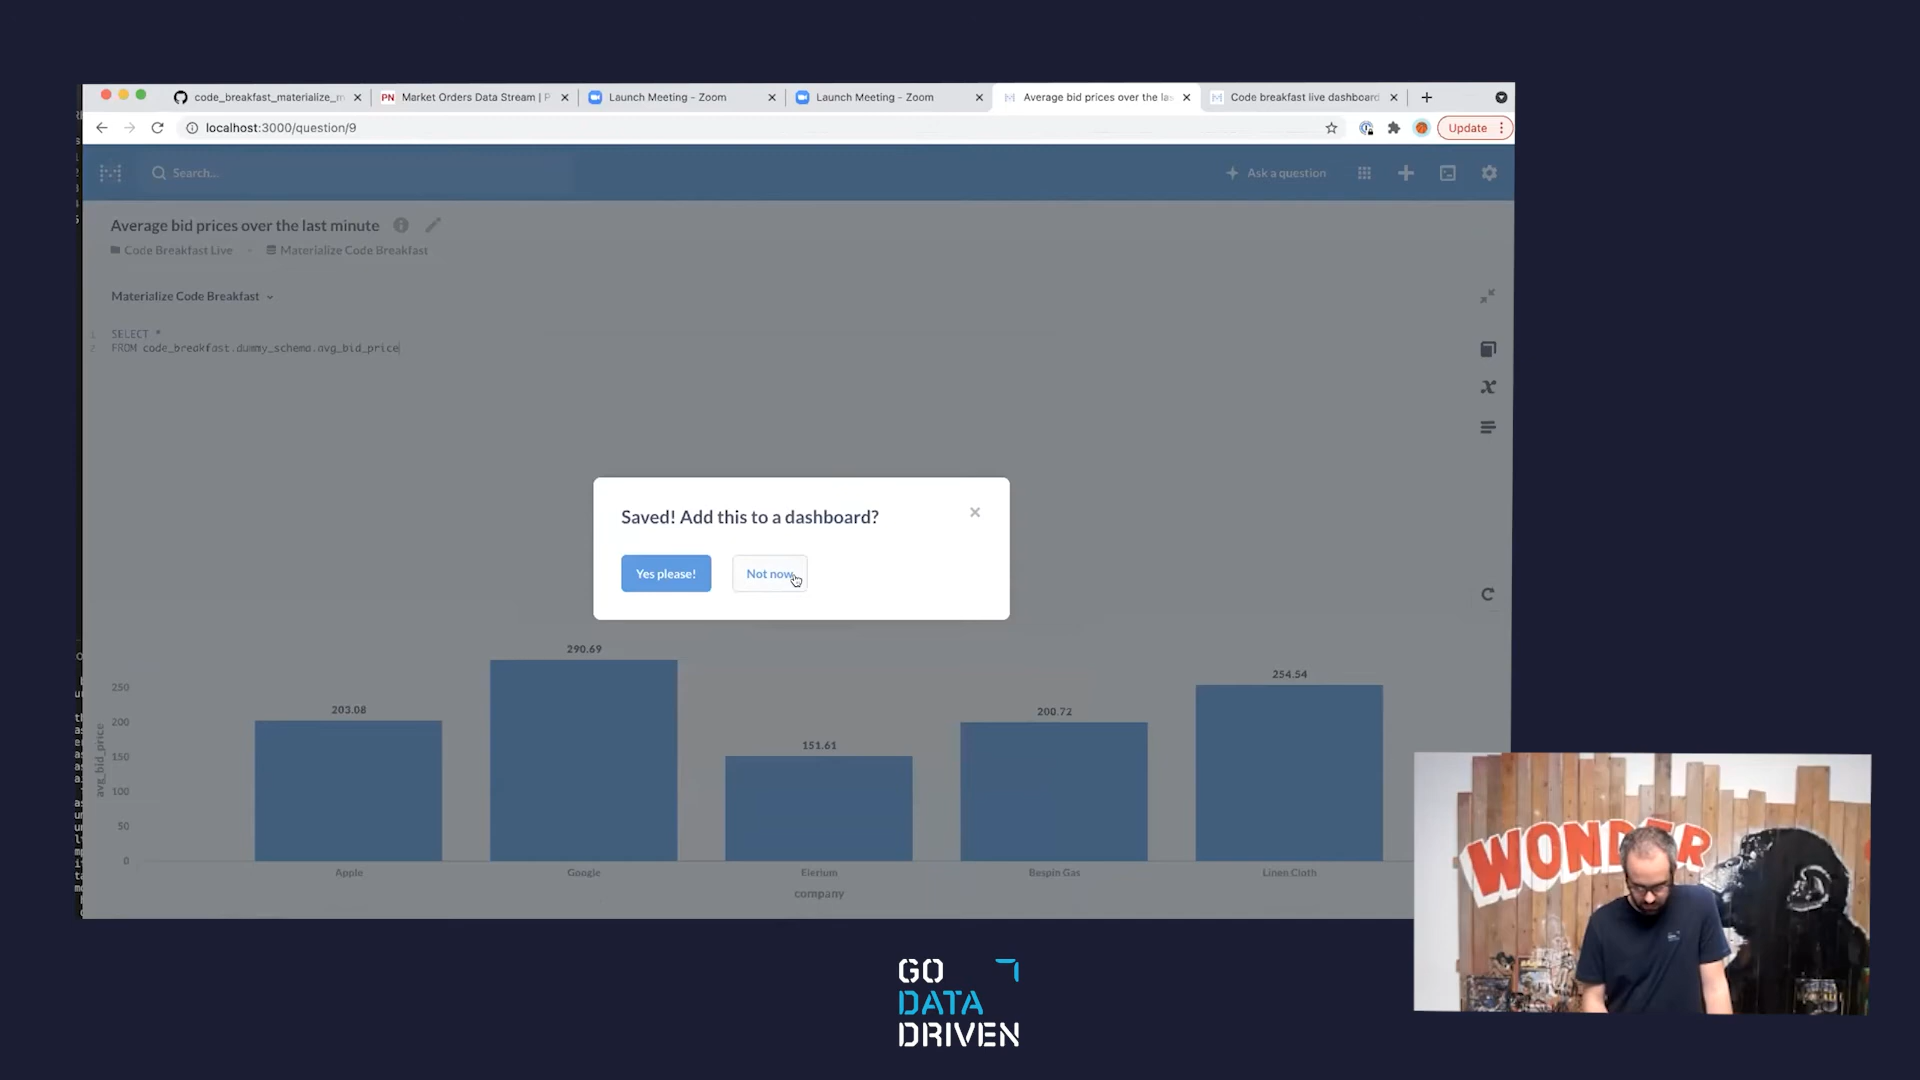 code_breakfast_materialize_m
PN Market Orders Data Stream | P
Launch Meeting - Zoom
Launch Meeting - Zoom
Average bid prices over the las
Code breakfast live dashboard
localhost:3000/question/9
Update
Search...
Ask a question
Average bid prices over the last minute
Code Breakfast Live
Materialize Code Breakfast
Materialize Code Breakfast
1 SELECT *
2 FROM code_breakfast.dummy_schema.avg_bid_price
Saved! Add this to a dashboard?
Yes please!
Not now
290.69
254.54
203.08
200.72
151.61
250
200
150
100
50
0
avg_bid_price
Apple
Google
Elerium
Bespin Gas
Linen Cloth
company
WONDER
GO
DATA
DRIVEN